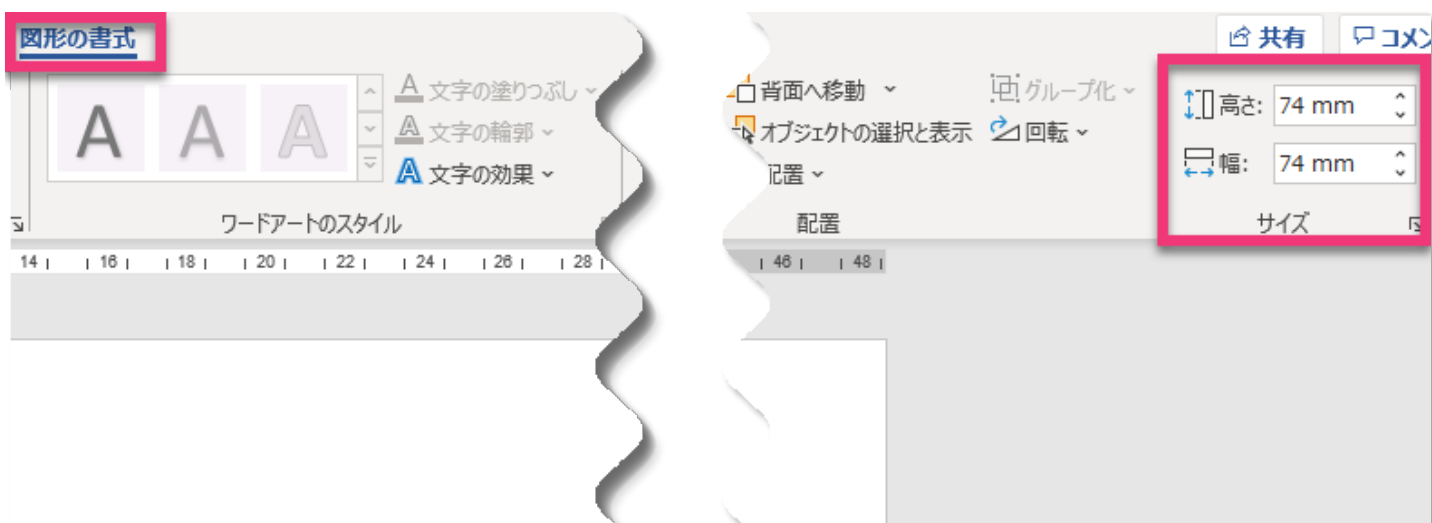 図形の書式
共有 コメン
A A A
A 文字の塗りつぶし
A 文字の輪郭
A 文字の効果
ワードアートのスタイル
背面へ移動
オブジェクトの選択と表示
配置
グループ化
回転
配置
高さ: 74 mm
幅: 74 mm
サイズ
14 16 18 20 22 24 26 28 46 48